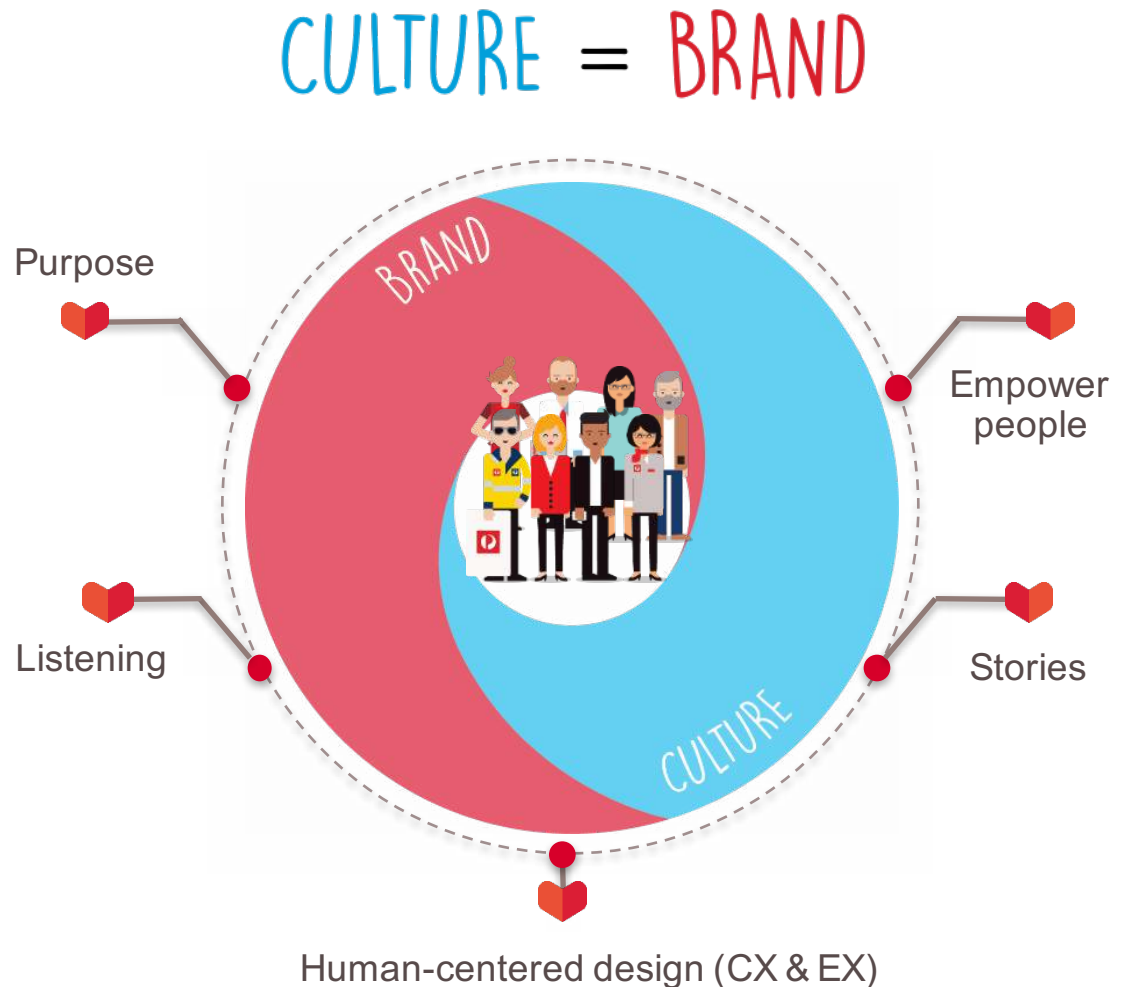 CULTURE = BRAND
BRAND
Purpose
Empower
people
Listening
Stories
CULTURE
Human-centered design (CX & EX)